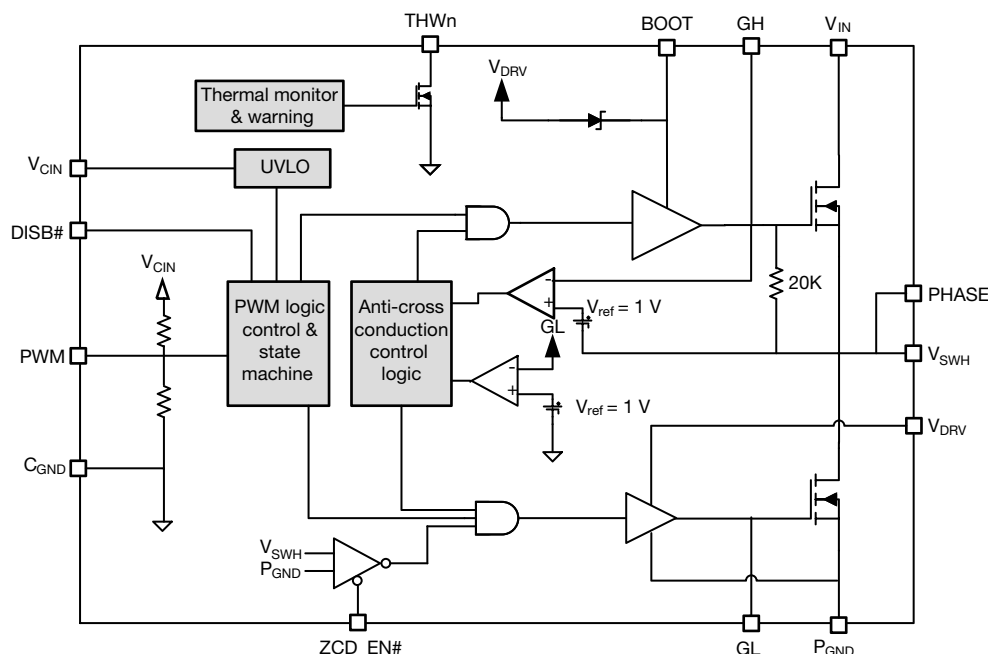 THWn
BOOT
GH
VIN
VDRV
Thermal monitor
& warning
VCIN
UVLO
DISB#
VCIN
PWM logic
control &
state
machine
Anti-cross
conduction
control
logic
-
+
Vref = 1 V
20K
PHASE
GL
PWM
VSWH
-
+
Vref = 1 V
VDRV
CGND
VSWH
PGND
ZCD_EN#
GL
PGND